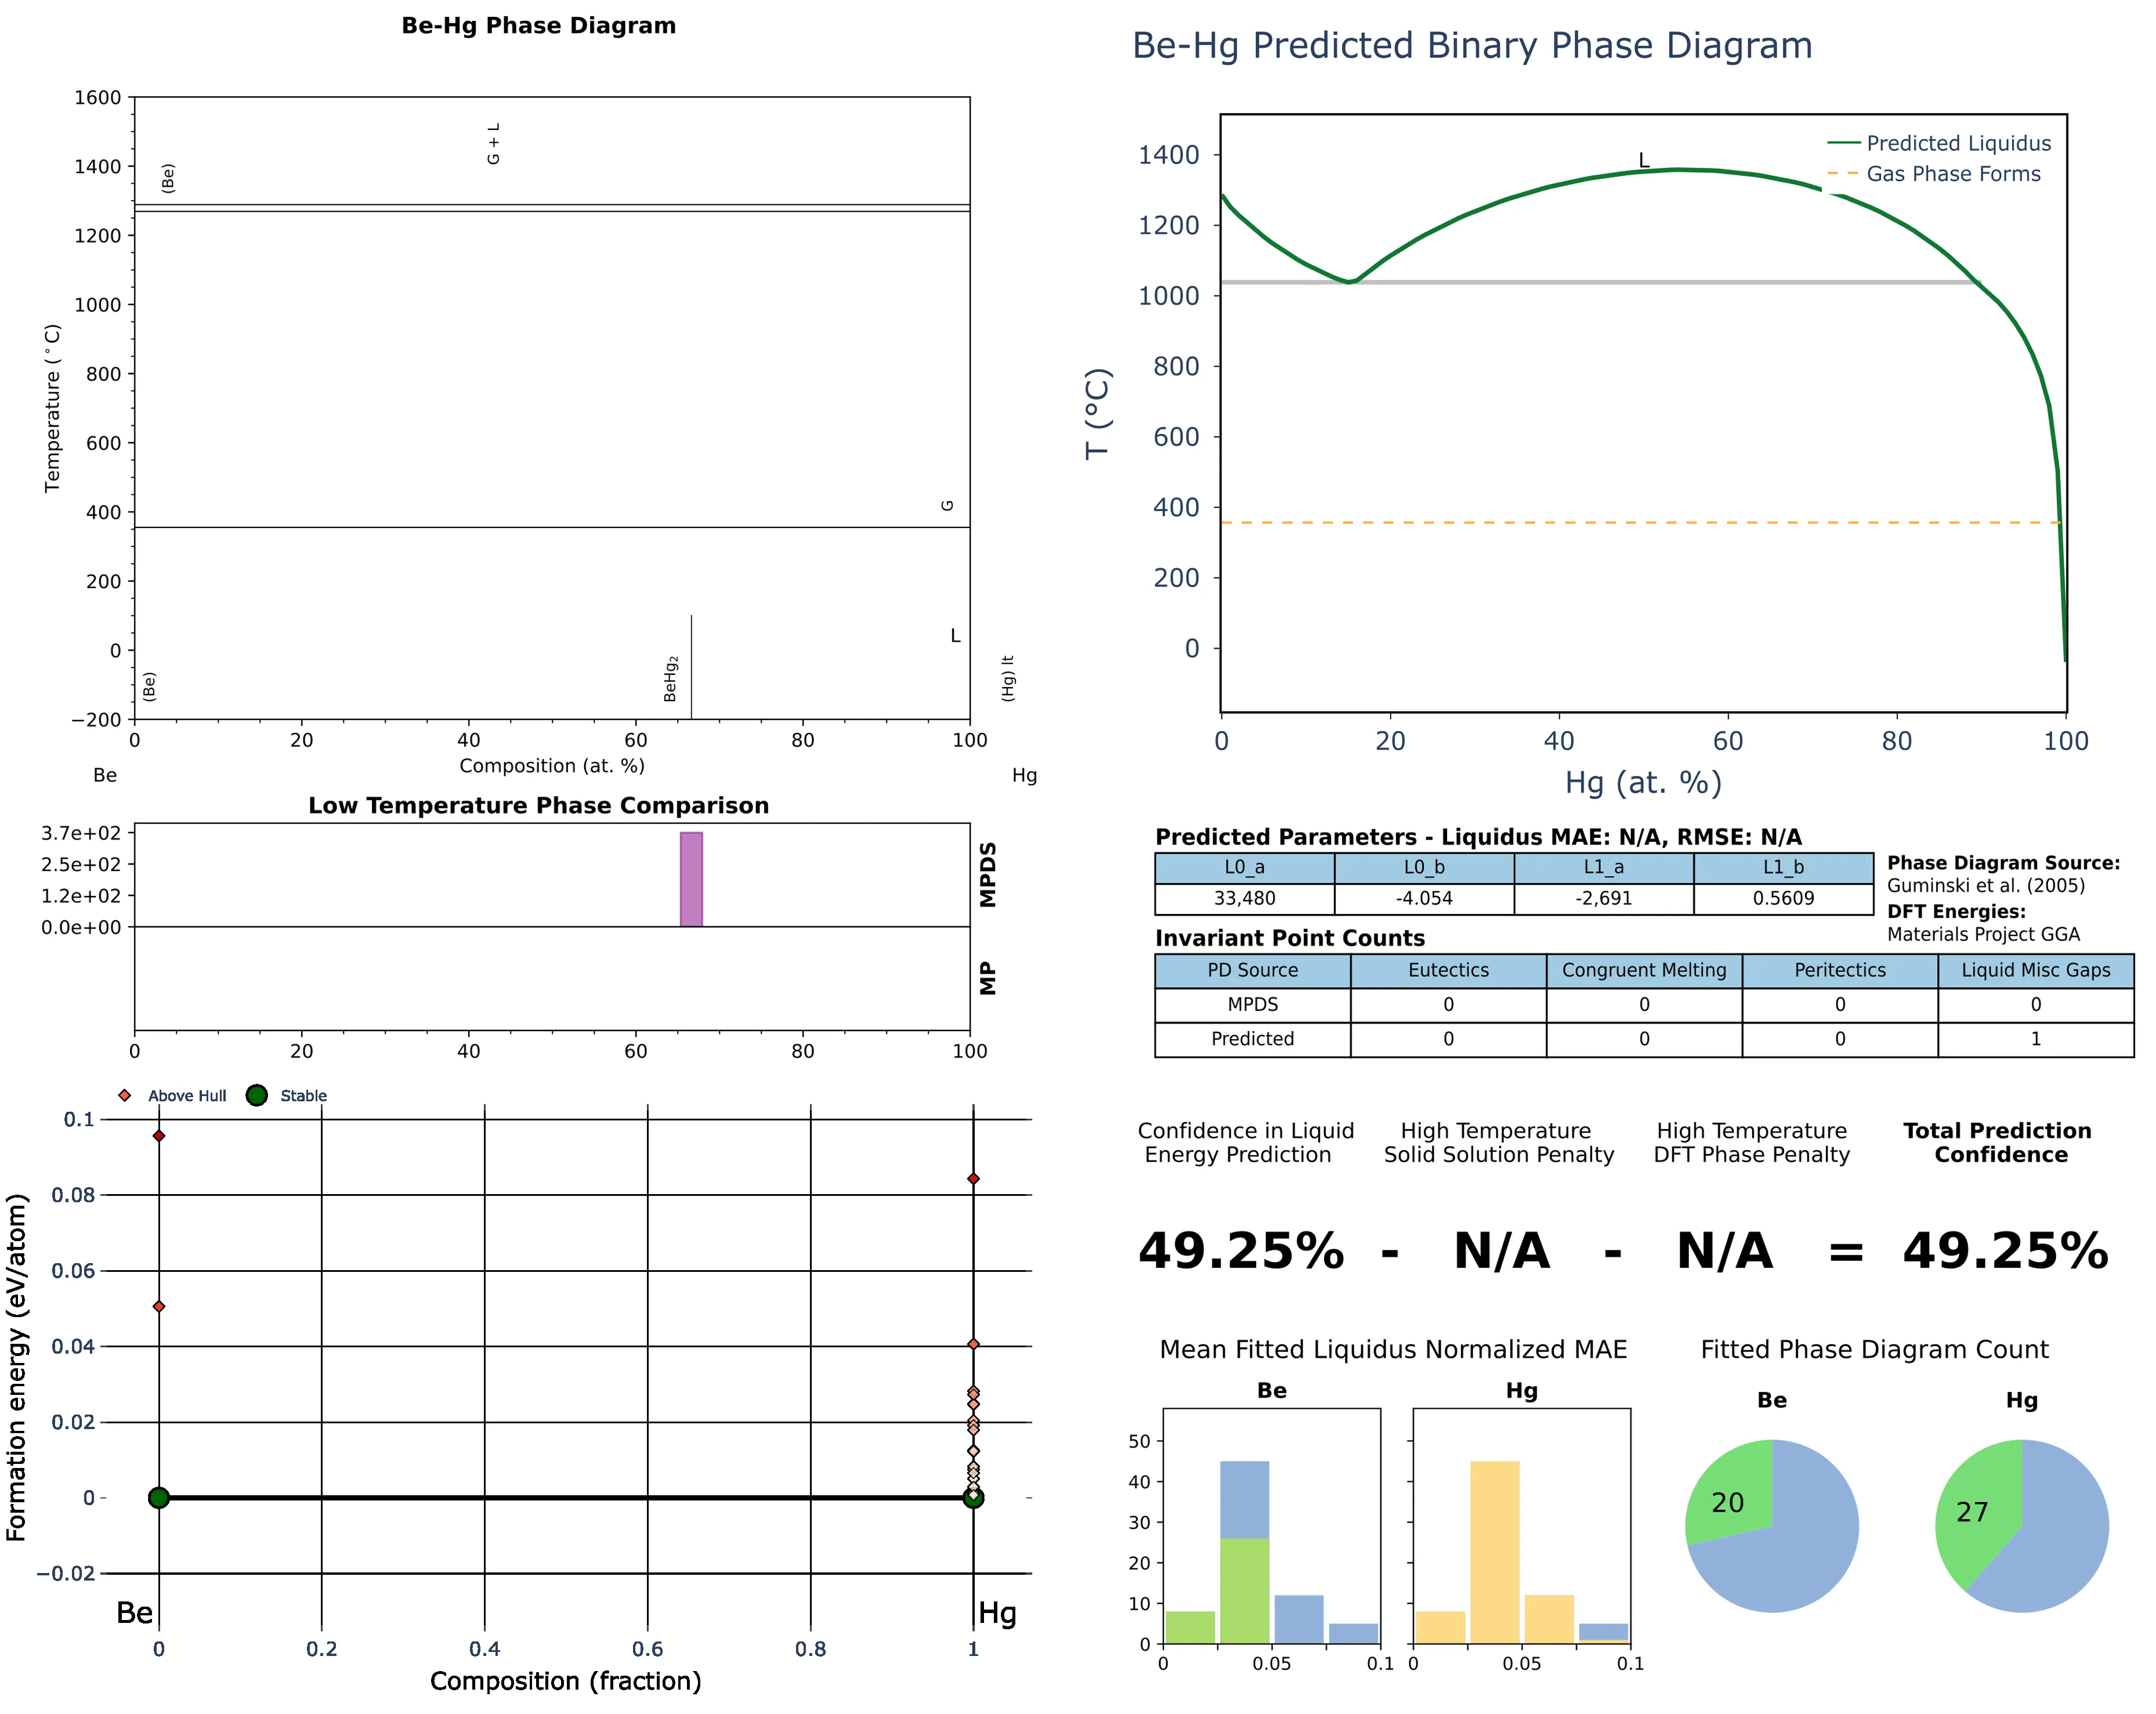 Be-Hg Phase Diagram
1600
1400
1200
1000
800
600
400
200
0
−200
Temperature (°C)
(Be)
G + L
G
L
(Be)
BeHg2
(Hg) lt
0 20 40 60 80 100
Be Composition (at. %) Hg
Low Temperature Phase Comparison
3.7e+02
2.5e+02
1.2e+02
0.0e+00
MPDS
MP
0 20 40 60 80 100
Above Hull Stable
0.1
0.08
0.06
0.04
0.02
0
−0.02
Formation energy (eV/atom)
Be Hg
0 0.2 0.4 0.6 0.8 1
Composition (fraction)
Be-Hg Predicted Binary Phase Diagram
1400
1200
1000
800
600
400
200
0
T (°C)
L
Predicted Liquidus
Gas Phase Forms
0 20 40 60 80 100
Hg (at. %)
Predicted Parameters - Liquidus MAE: N/A, RMSE: N/A
L0_a L0_b L1_a L1_b
33,480 -4.054 -2,691 0.5609
Phase Diagram Source:
Guminski et al. (2005)
DFT Energies:
Materials Project GGA
Invariant Point Counts
PD Source Eutectics Congruent Melting Peritectics Liquid Misc Gaps
MPDS 0 0 0 0
Predicted 0 0 0 1
Confidence in Liquid
Energy Prediction
High Temperature
Solid Solution Penalty
High Temperature
DFT Phase Penalty
Total Prediction
Confidence
49.25% - N/A - N/A = 49.25%
Mean Fitted Liquidus Normalized MAE
Be
Hg
50
40
30
20
10
0
0 0.05 0.1
0 0.05 0.1
Fitted Phase Diagram Count
Be
20
Hg
27